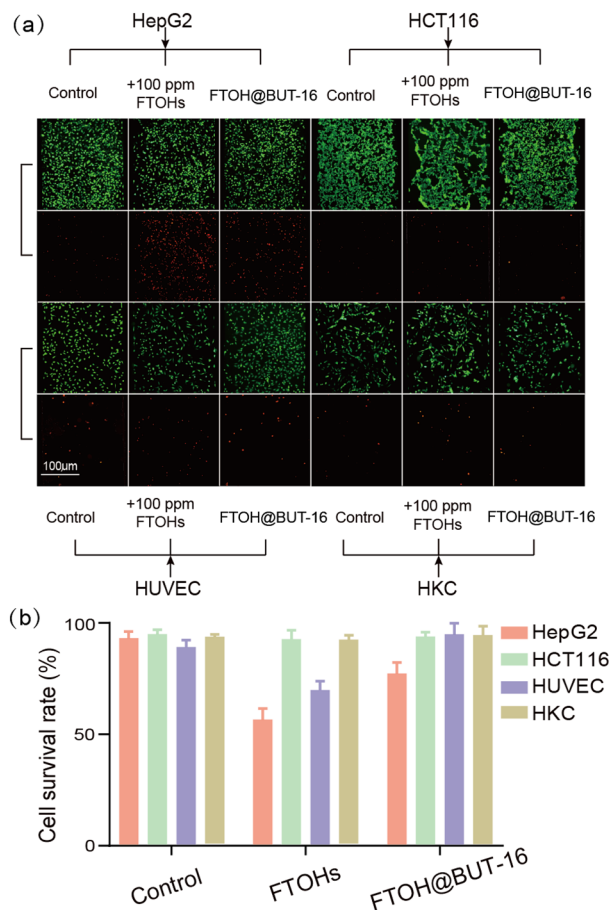 (a)
HepG2
HCT116
Control
+100 ppm
FTOHs
FTOH@BUT-16
Control
+100 ppm
FTOHs
FTOH@BUT-16
100μm
Control
+100 ppm
FTOHs
FTOH@BUT-16
Control
+100 ppm
FTOHs
FTOH@BUT-16
HUVEC
HKC
(b)
Cell survival rate (%)
100
50
0
HepG2
HCT116
HUVEC
HKC
Control
FTOHs
FTOH@BUT-16